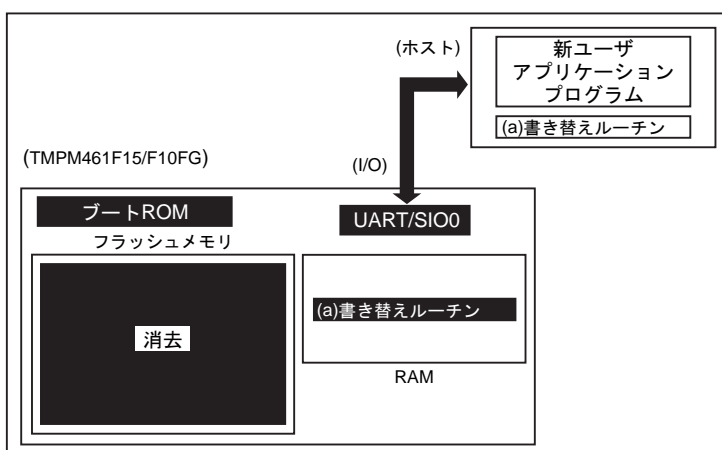 (ホスト)
新ユーザ
アプリケーション
プログラム
(a)書き替えルーチン
(TMPM461F15/F10FG)
(I/O)
ブートROM
UART/SIO0
フラッシュメモリ
(a)書き替えルーチン
消去
RAM